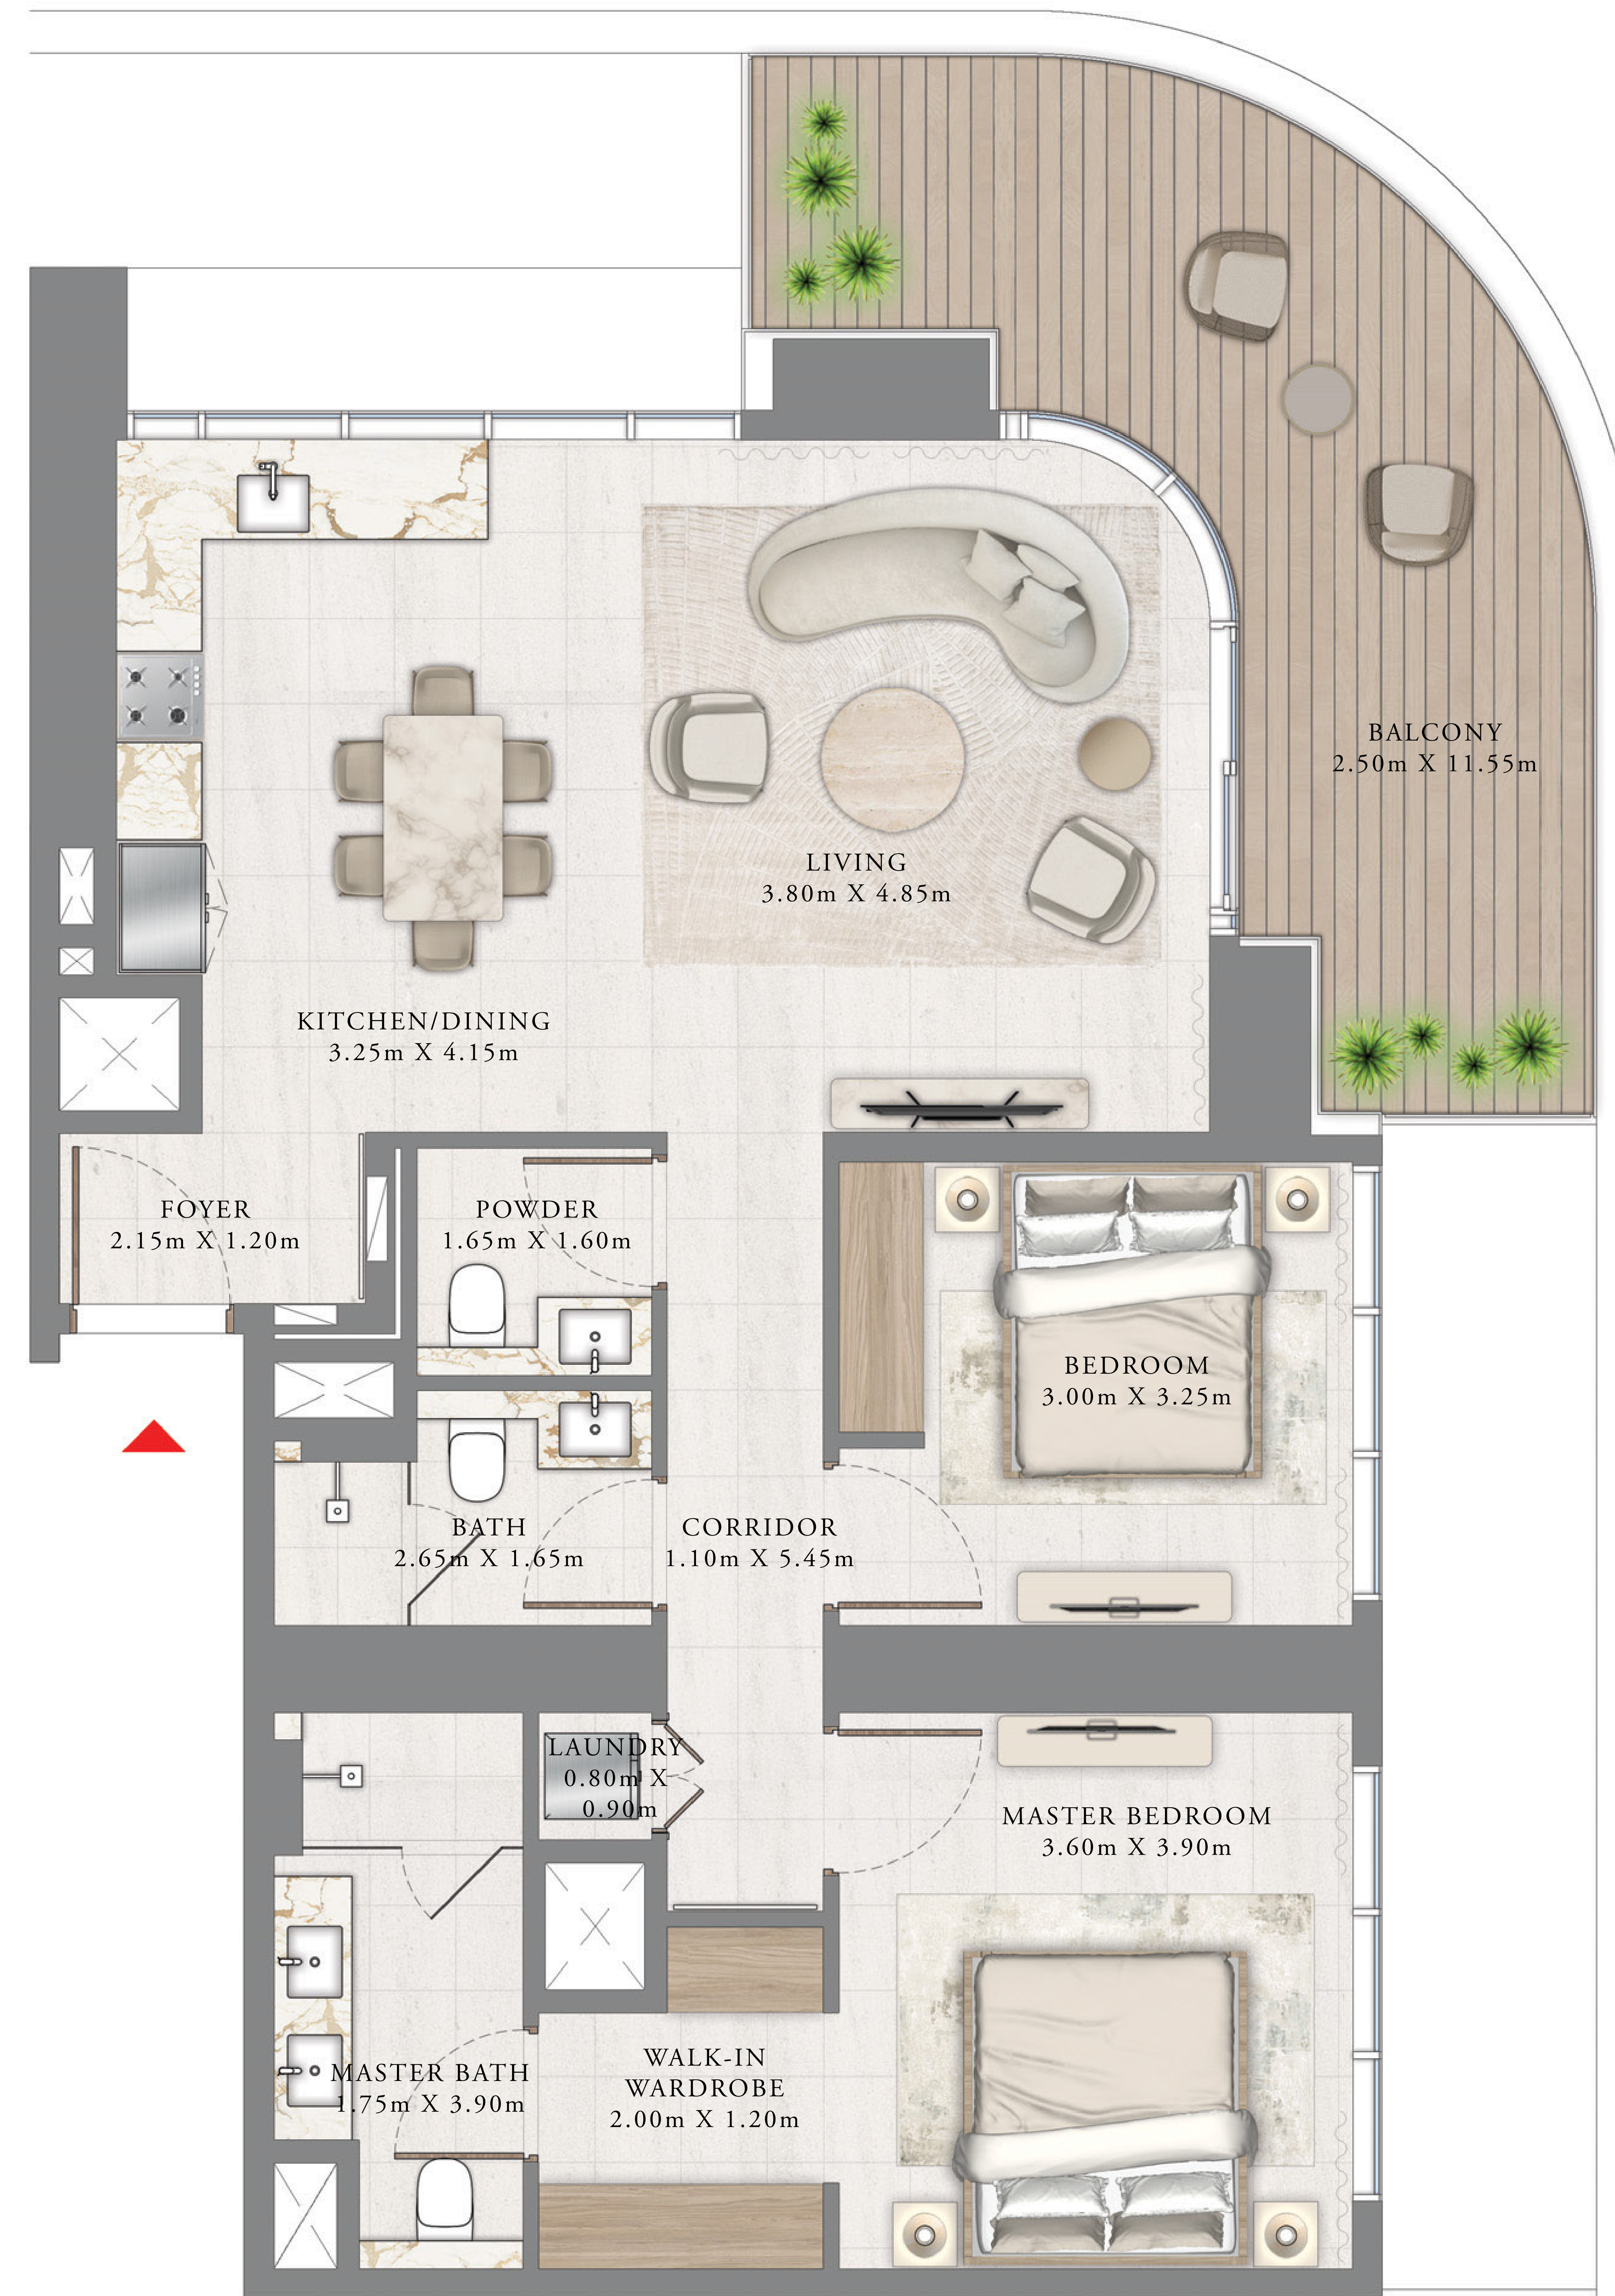 BALCONY
2.50m X 11.55m
LIVING
3.80m X 4.85m
KITCHEN/DINING
3.25m X 4.15m
FOYER
2.15m X 1.20m
POWDER
1.65m X 1.60m
BEDROOM
3.00m X 3.25m
BATH
2.65m X 1.65m
CORRIDOR
1.10m X 5.45m
LAUNDRY
0.80m X
0.90m
MASTER BEDROOM
3.60m X 3.90m
MASTER BATH
1.75m X 3.90m
WALK-IN
WARDROBE
2.00m X 1.20m